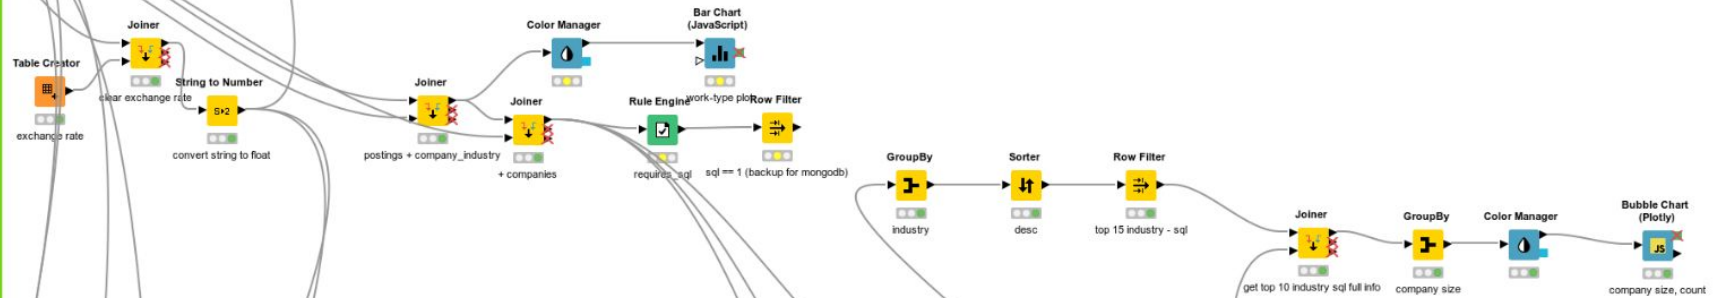 Joiner
Table Creator
clear exchange rate
exchange rate
String to Number
S▸2
convert string to float
Joiner
postings + company_industry
Joiner
+ companies
Color Manager
Bar Chart
(JavaScript)
work-type plot
Rule Engine
requires_sql
Row Filter
sql == 1 (backup for mongodb)
GroupBy
industry
Sorter
desc
Row Filter
top 15 industry - sql
Joiner
get top 10 industry sql full info
GroupBy
company size
Color Manager
Bubble Chart
(Plotly)
JS
company size, count